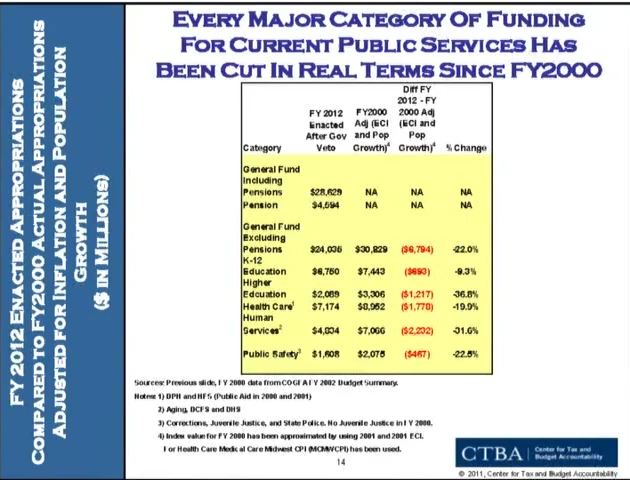 EVERY MAJOR CATEGORY OF FUNDING
FOR CURRENT PUBLIC SERVICES HAS
BEEN CUT IN REAL TERMS SINCE FY2000
FY 2012 ENACTED APPROPRIATIONS
COMPARED TO FY2000 ACTUAL APPROPRIATIONS
ADJUSTED FOR INFLATION AND POPULATION
GROWTH
($ IN MILLIONS)
Category FY 2012 Enacted After Gov Veto FY2000 Adj (ECI and Pop Growth)4 Diff FY 2012 - FY 2000 Adj (ECI and Pop Growth)4 % Change
General Fund
Including
Pensions $28,629 NA NA NA
Pension $4,594 NA NA NA
General Fund
Excluding
Pensions $24,035 $30,829 ($6,794) -22.0%
K-12
Education $6,750 $7,443 ($693) -9.3%
Higher
Edcuation $2,089 $3,306 ($1,217) -36.8%
Health Care1 $7,174 $8,952 ($1,778) -19.9%
Human
Services2 $4,834 $7,066 ($2,232) -31.6%
Public Safety3 $1,608 $2,075 ($467) -22.5%
Sources: Previous slide, FY 2000 data from COGFA FY 2002 Budget Summary.
Notes: 1) DPH and HFS (Public Aid in 2000 and 2001)
2) Aging, DCFS and DHS
3) Corrections, Juvenile Justice, and State Police. No Juvenile Justice in FY 2000.
4) Index value for FY 2000 has been approximated by using 2001 and 2001 ECI.
For Health Care Medical Care Midwest CPI (MCMWCPI) has been used.
14
CTBA Center for Tax and
Budget Accountability
© 2011, Center for Tax and Budget Accountability